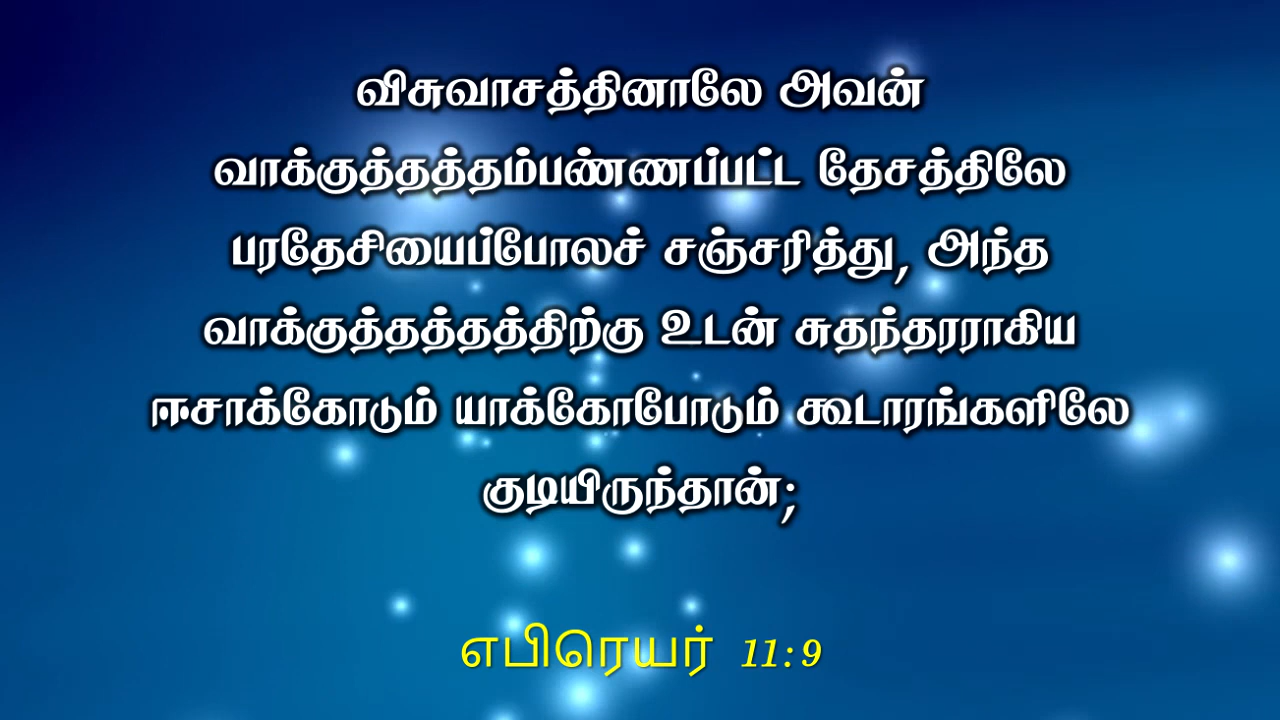 விசுவாசத்தினாலே அவன்
வாக்குத்தத்தம்பண்ணப்பட்ட தேசத்திலே
பரதேசியைப்போலச் சஞ்சரித்து, அந்த
வாக்குத்தத்தத்திற்கு உடன் சுதந்தரராகிய
ஈசாக்கோடும் யாக்கோபோடும் கூடாரங்களிலே
குடியிருந்தான்;
எபிரெயர் 11:9